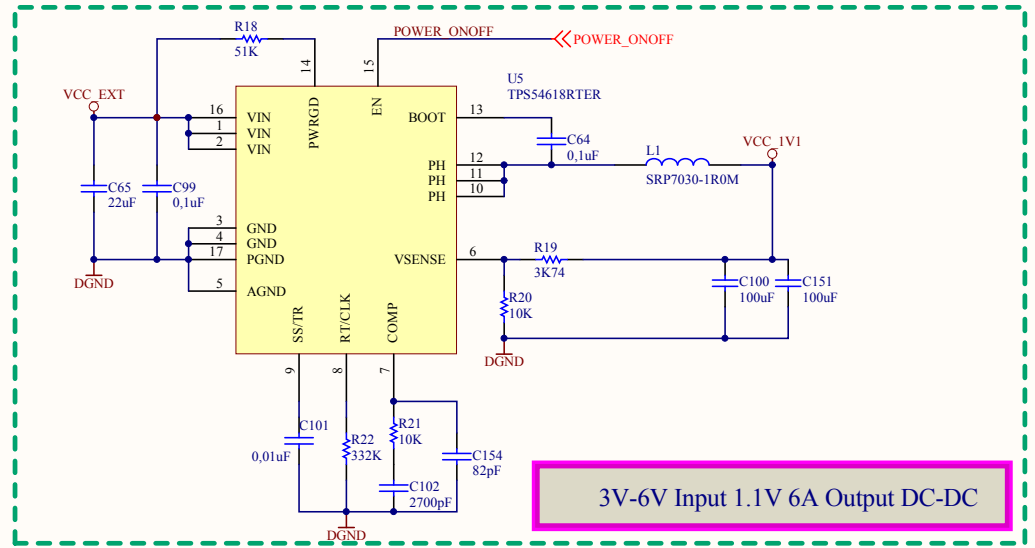 R18
51K
POWER_ONOFF
POWER_ONOFF
14
15
U5
TPS54618RTER
VCC_EXT
PWRGD
EN
16
VIN
1
VIN
2
VIN
BOOT
13
C64
0,1uF
VCC_1V1
PH
12
PH
11
PH
10
L1
SRP7030-1R0M
C65
22uF
C99
0,1uF
3
GND
4
GND
17
PGND
5
AGND
DGND
VSENSE
6
R19
3K74
R20
10K
C100
100uF
C151
100uF
DGND
SS/TR
RT/CLK
COMP
9
8
7
C101
0,01uF
R22
332K
R21
10K
C102
2700pF
C154
82pF
DGND
3V-6V Input 1.1V 6A Output DC-DC